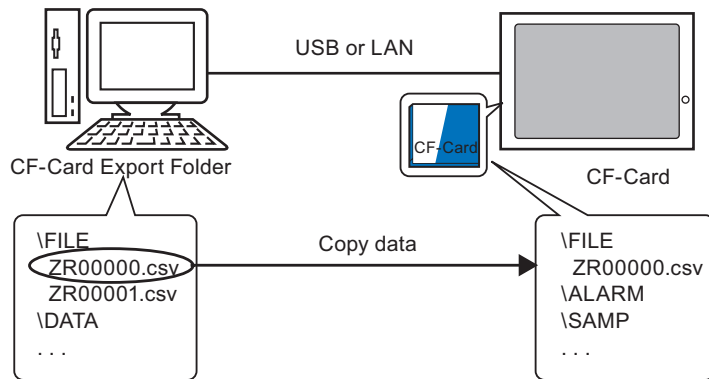 USB or LAN
CF-Card
CF-Card Export Folder
CF-Card
\FILE
ZR00000.csv
ZR00001.csv
\DATA
. . .
Copy data
\FILE
ZR00000.csv
\ALARM
\SAMP
. . .